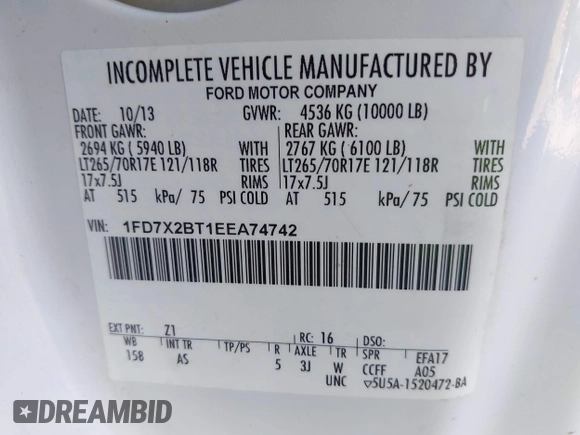 INCOMPLETE VEHICLE MANUFACTURED BY
FORD MOTOR COMPANY
DATE: 10/13 GVWR: 4536 KG (10000 LB)
FRONT GAWR: REAR GAWR:
2694 KG ( 5940 LB) WITH 2767 KG ( 6100 LB) WITH
LT265/70R17E 121/118R TIRES LT265/70R17E 121/118R TIRES
17x7.5J RIMS 17x7.5J RIMS
AT 515 kPa/ 75 PSI COLD AT 515 kPa/ 75 PSI COLD
VIN: 1FD7X2BT1EEA74742
EXT PNT: Z1 RC: 16 DSO:
WB INT TR TP/PS R AXLE TR SPR EFA17
158 AS 5 3J W CCFF A05
UNC ▽5U5A-1520472-BA
DREAMBID